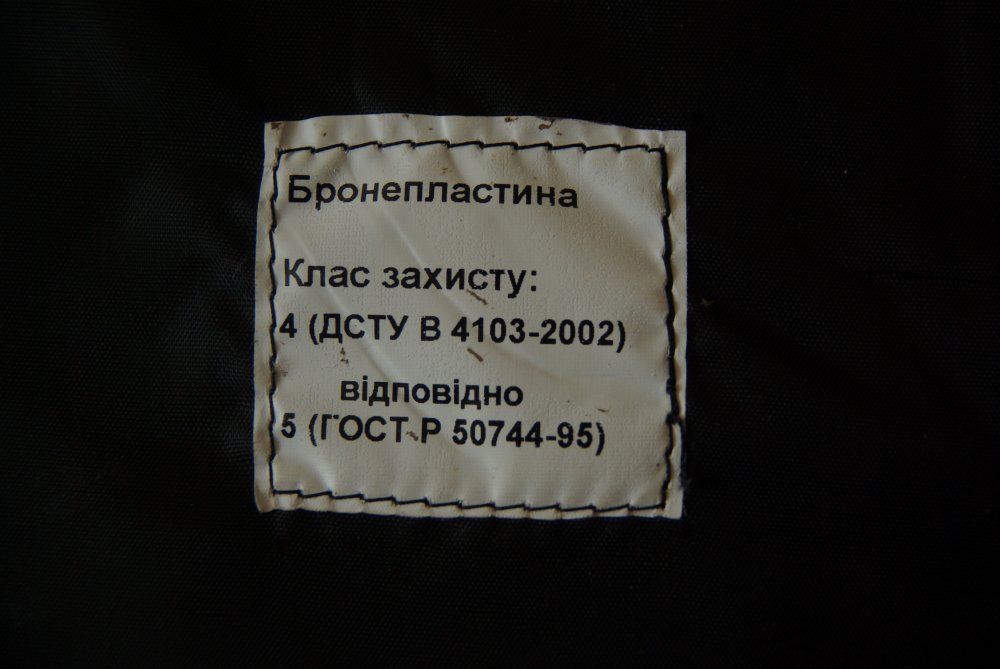 Бронепластина
Клас захисту:
4 (ДСТУ В 4103-2002)
відповідно
5 (ГОСТ Р 50744-95)